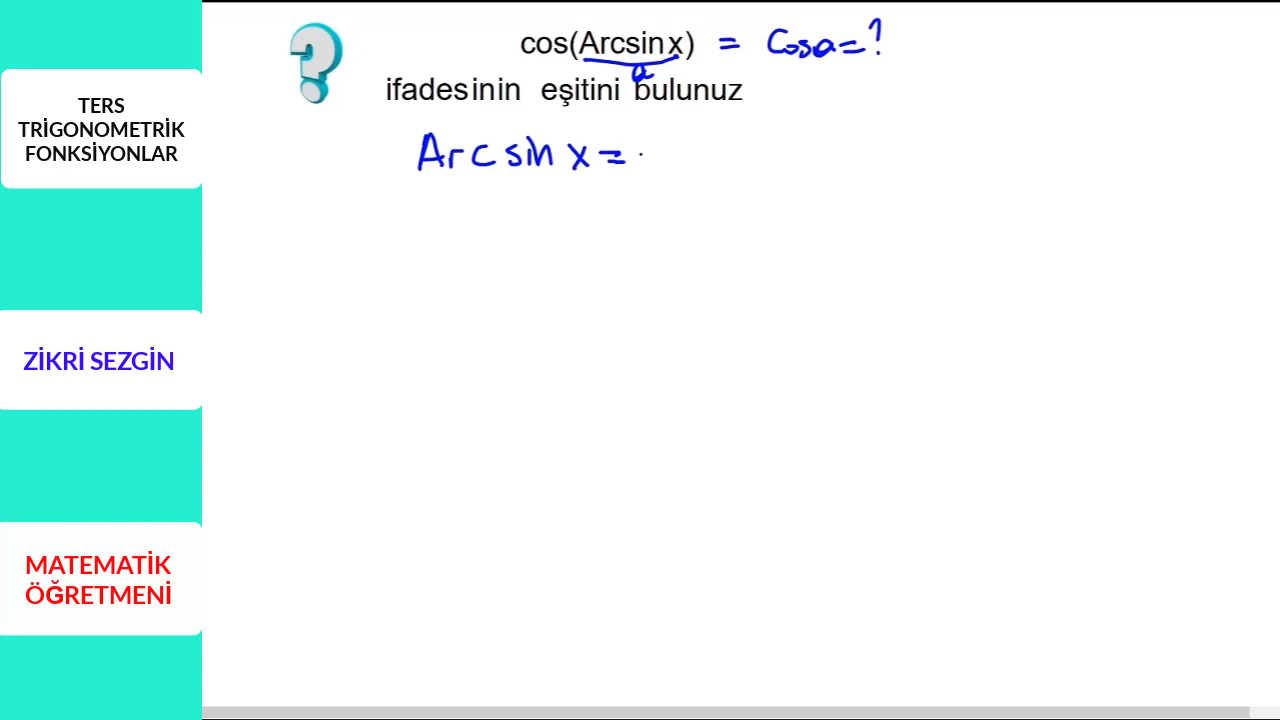 TERS
TRİGONOMETRİK
FONKSİYONLAR
ZİKRİ SEZGİN
MATEMATİK
ÖĞRETMENİ
cos(Arcsinx) = Cosa=?
a
ifadesinin eşitini bulunuz
Arcsin x =